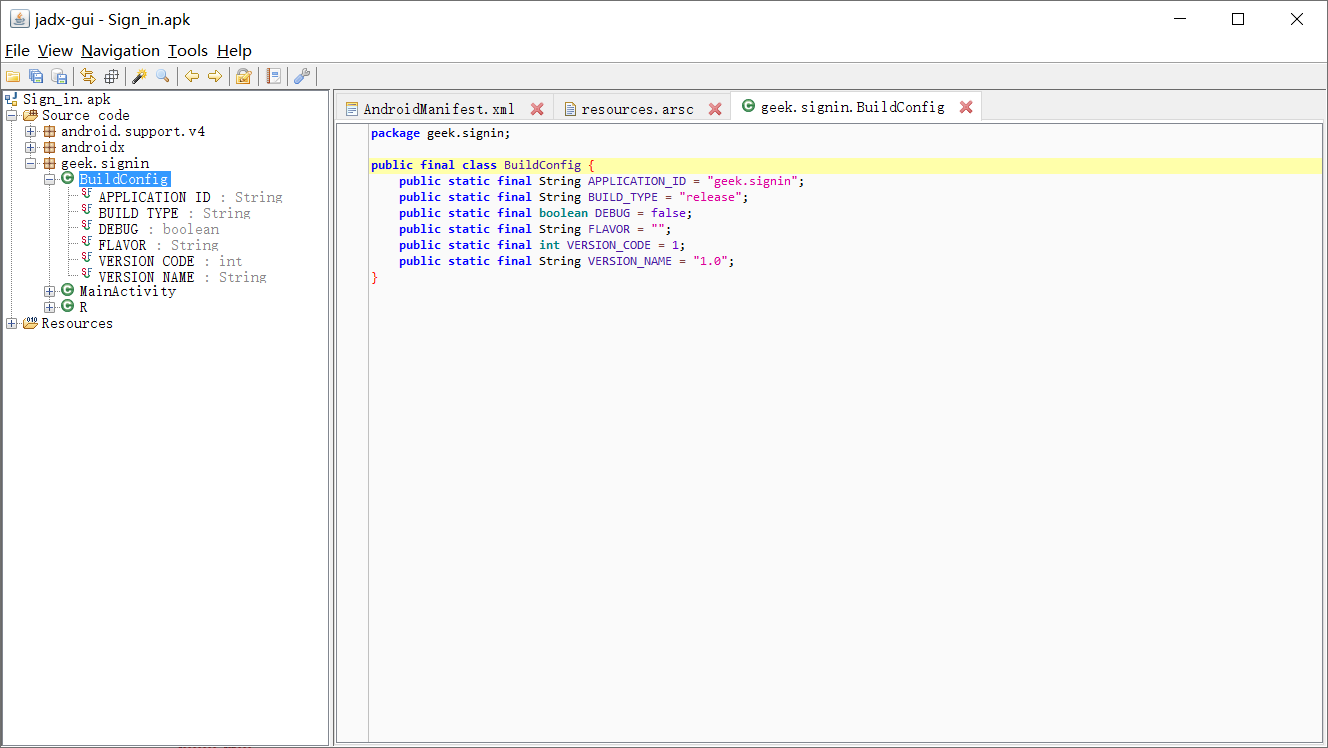 jadx-gui - Sign_in.apk
File View Navigation Tools Help
Sign_in.apk
Source code
android.support.v4
androidx
geek.signin
BuildConfig
APPLICATION_ID : String
BUILD_TYPE : String
DEBUG : boolean
FLAVOR : String
VERSION_CODE : int
VERSION_NAME : String
MainActivity
R
Resources
AndroidManifest.xml
resources.arsc
geek.signin.BuildConfig
package geek.signin;
public final class BuildConfig {
public static final String APPLICATION_ID = "geek.signin";
public static final String BUILD_TYPE = "release";
public static final boolean DEBUG = false;
public static final String FLAVOR = "";
public static final int VERSION_CODE = 1;
public static final String VERSION_NAME = "1.0";
}